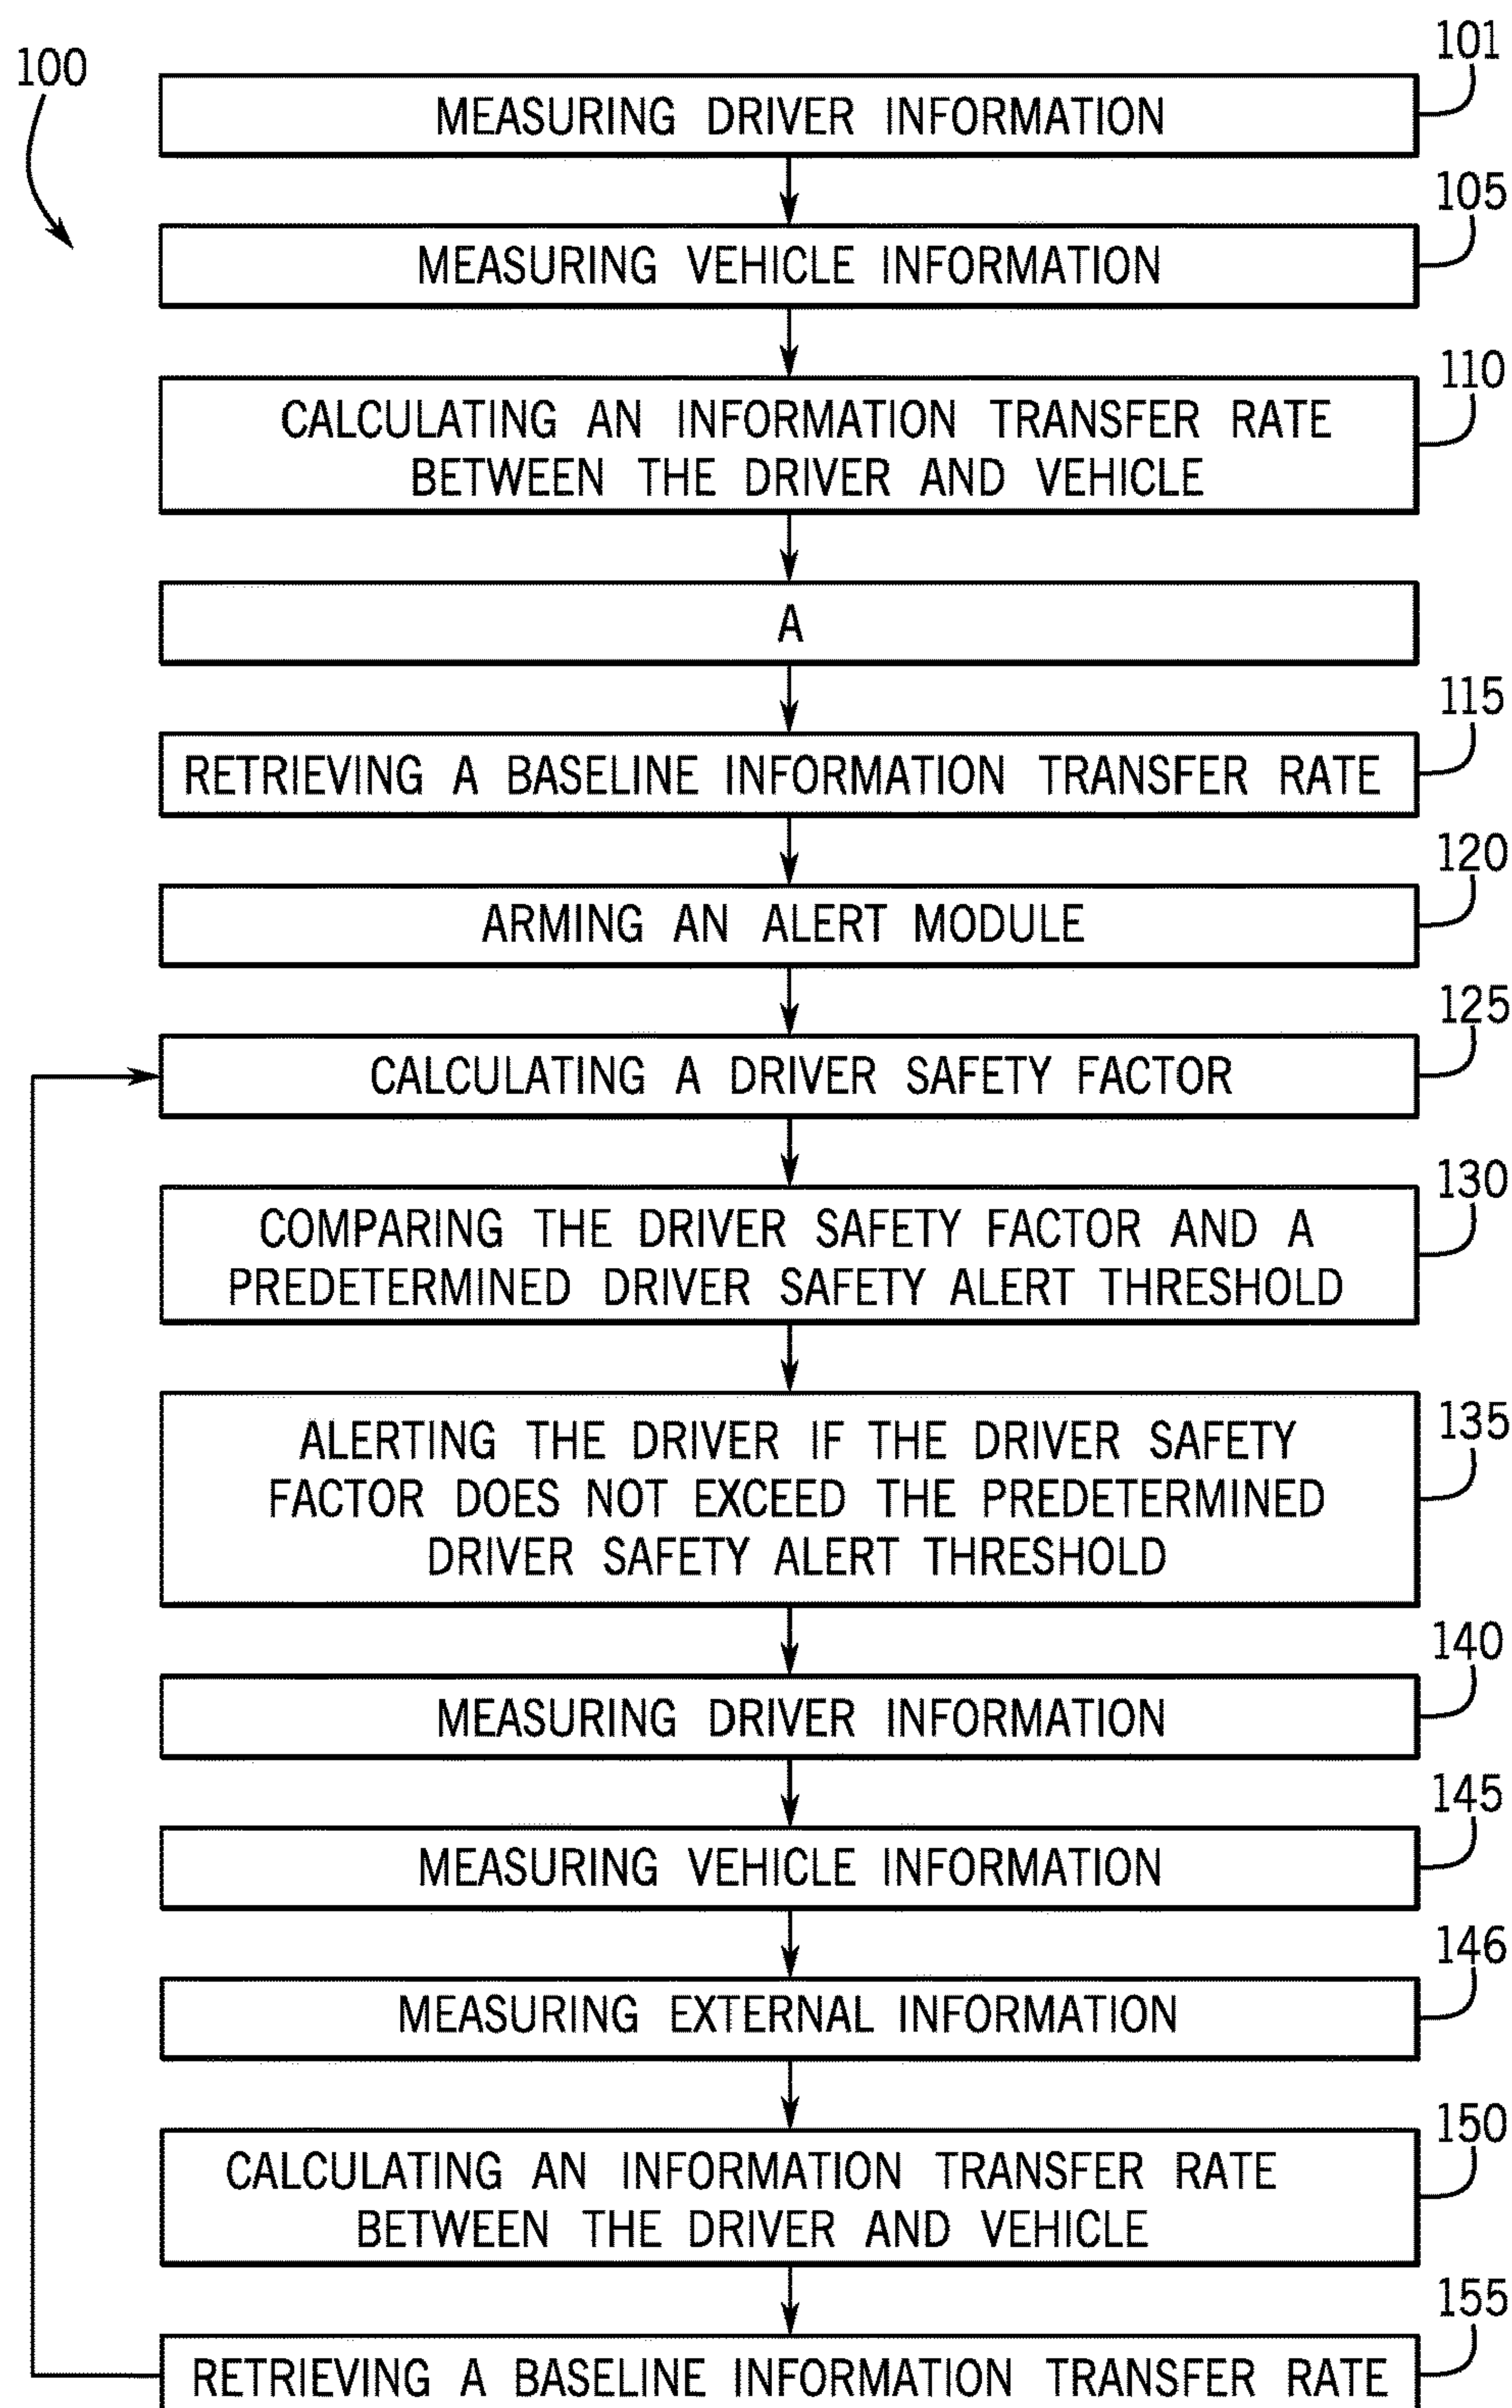 100
101
MEASURING DRIVER INFORMATION
105
MEASURING VEHICLE INFORMATION
110
CALCULATING AN INFORMATION TRANSFER RATE
BETWEEN THE DRIVER AND VEHICLE
A
115
RETRIEVING A BASELINE INFORMATION TRANSFER RATE
120
ARMING AN ALERT MODULE
125
CALCULATING A DRIVER SAFETY FACTOR
130
COMPARING THE DRIVER SAFETY FACTOR AND A
PREDETERMINED DRIVER SAFETY ALERT THRESHOLD
135
ALERTING THE DRIVER IF THE DRIVER SAFETY
FACTOR DOES NOT EXCEED THE PREDETERMINED
DRIVER SAFETY ALERT THRESHOLD
140
MEASURING DRIVER INFORMATION
145
MEASURING VEHICLE INFORMATION
146
MEASURING EXTERNAL INFORMATION
150
CALCULATING AN INFORMATION TRANSFER RATE
BETWEEN THE DRIVER AND VEHICLE
155
RETRIEVING A BASELINE INFORMATION TRANSFER RATE